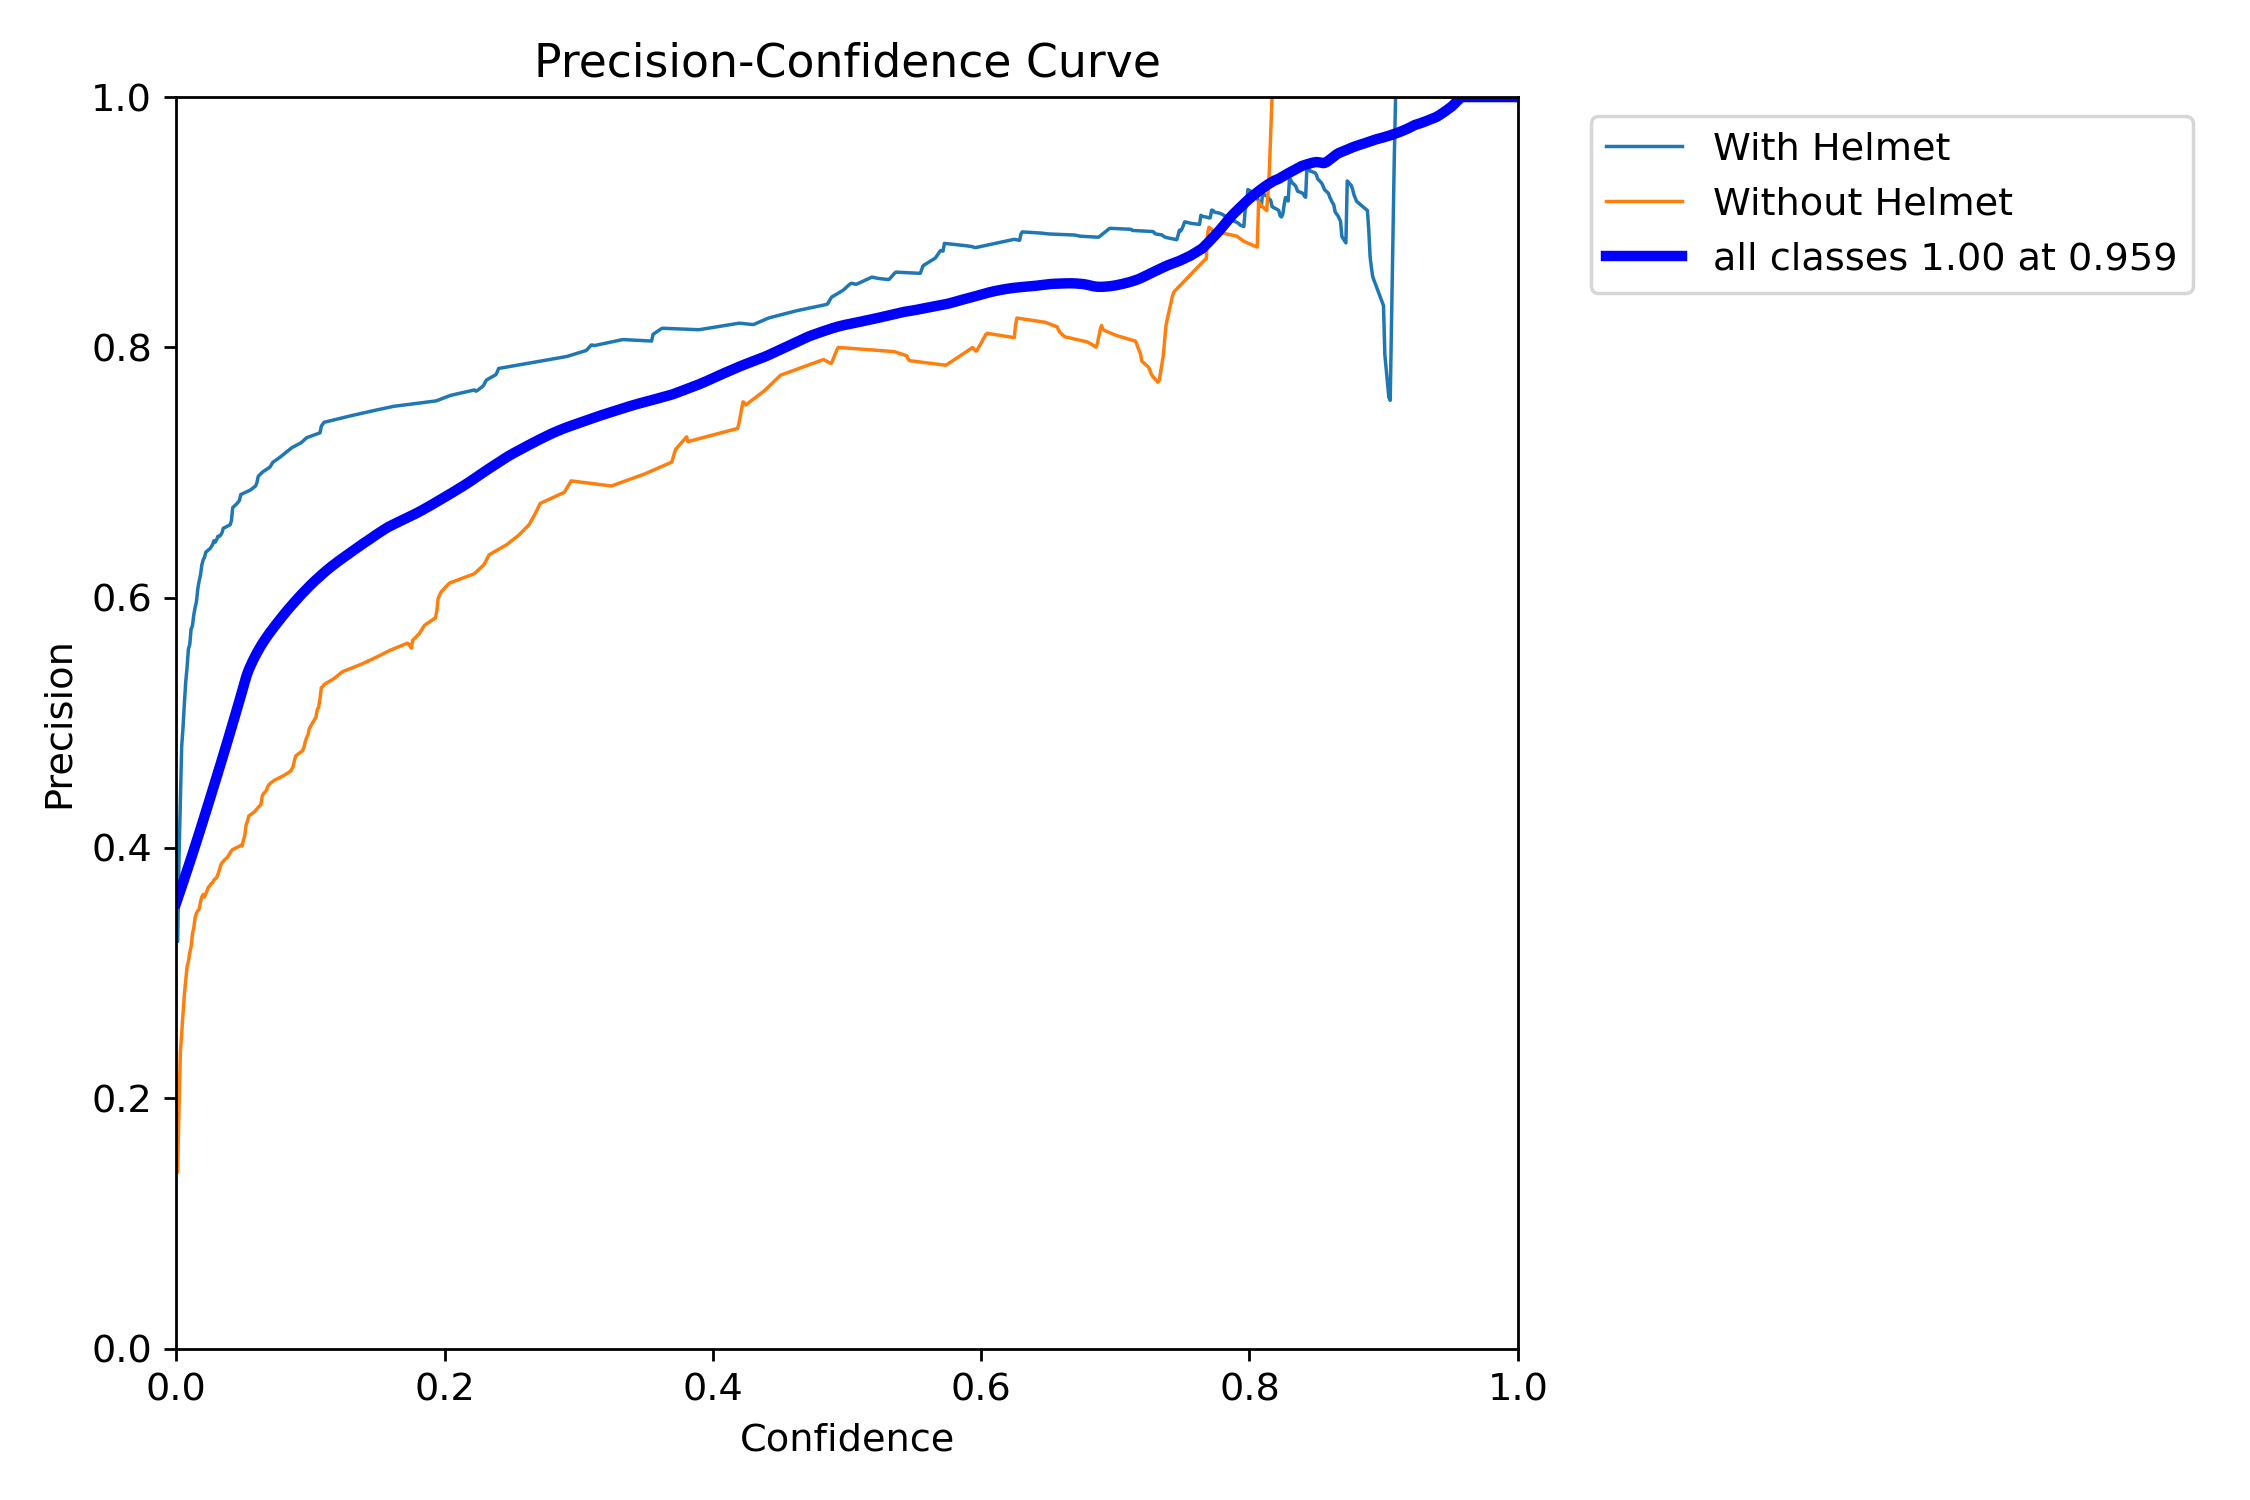 Precision-Confidence Curve
1.0
0.8
0.6
0.4
0.2
0.0
Precision
0.0 0.2 0.4 0.6 0.8 1.0
Confidence
With Helmet
Without Helmet
all classes 1.00 at 0.959